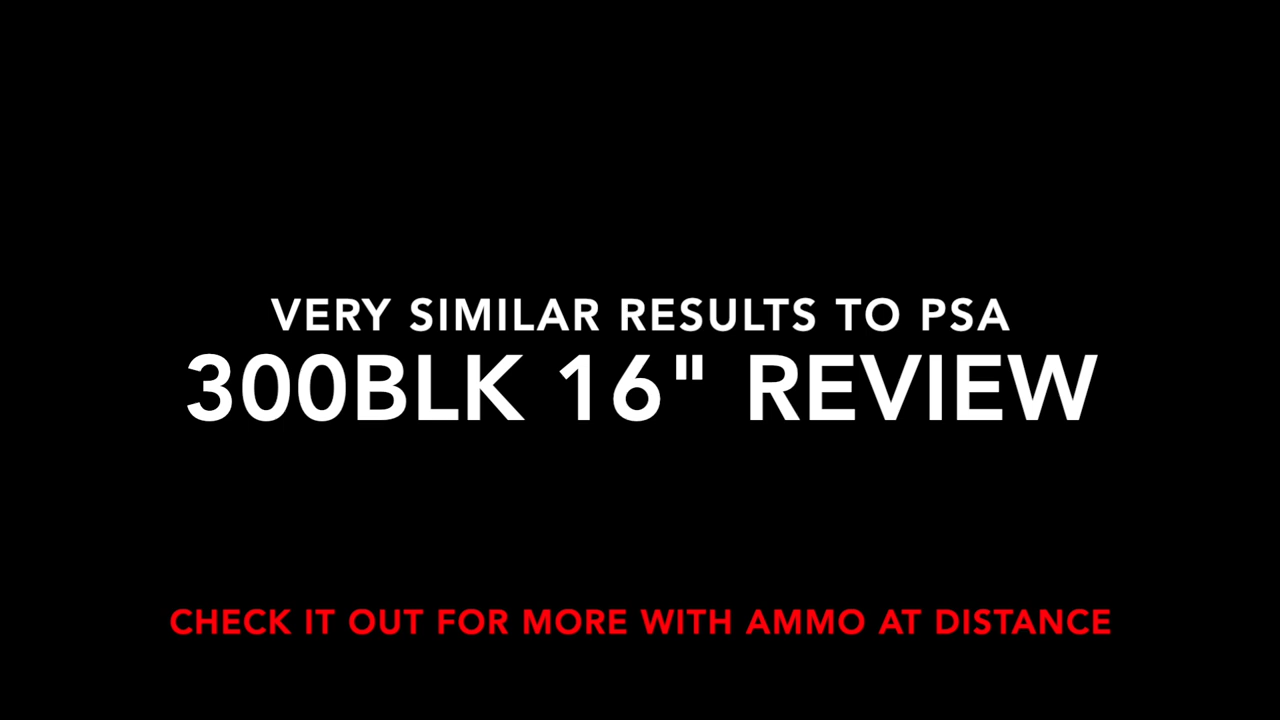 VERY SIMILAR RESULTS TO PSA
300BLK 16" REVIEW
CHECK IT OUT FOR MORE WITH AMMO AT DISTANCE